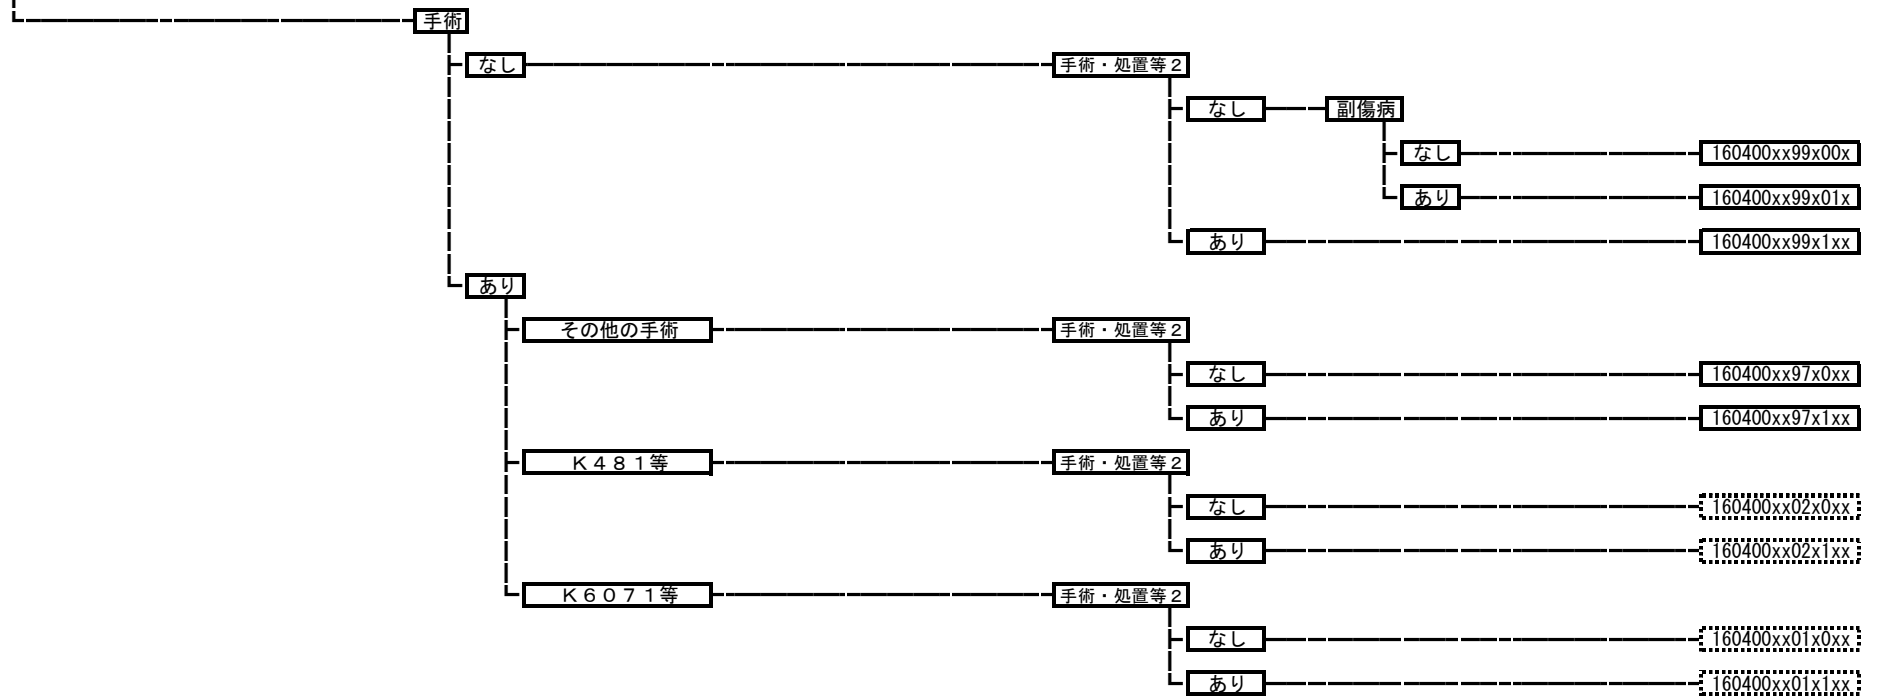 手術
なし 手術・処置等２
なし 副傷病
なし 160400xx99x00x
あり 160400xx99x01x
あり 160400xx99x1xx
あり
その他の手術 手術・処置等２
なし 160400xx97x0xx
あり 160400xx97x1xx
Ｋ４８１等 手術・処置等２
なし 160400xx02x0xx
あり 160400xx02x1xx
Ｋ６０７１等 手術・処置等２
なし 160400xx01x0xx
あり 160400xx01x1xx